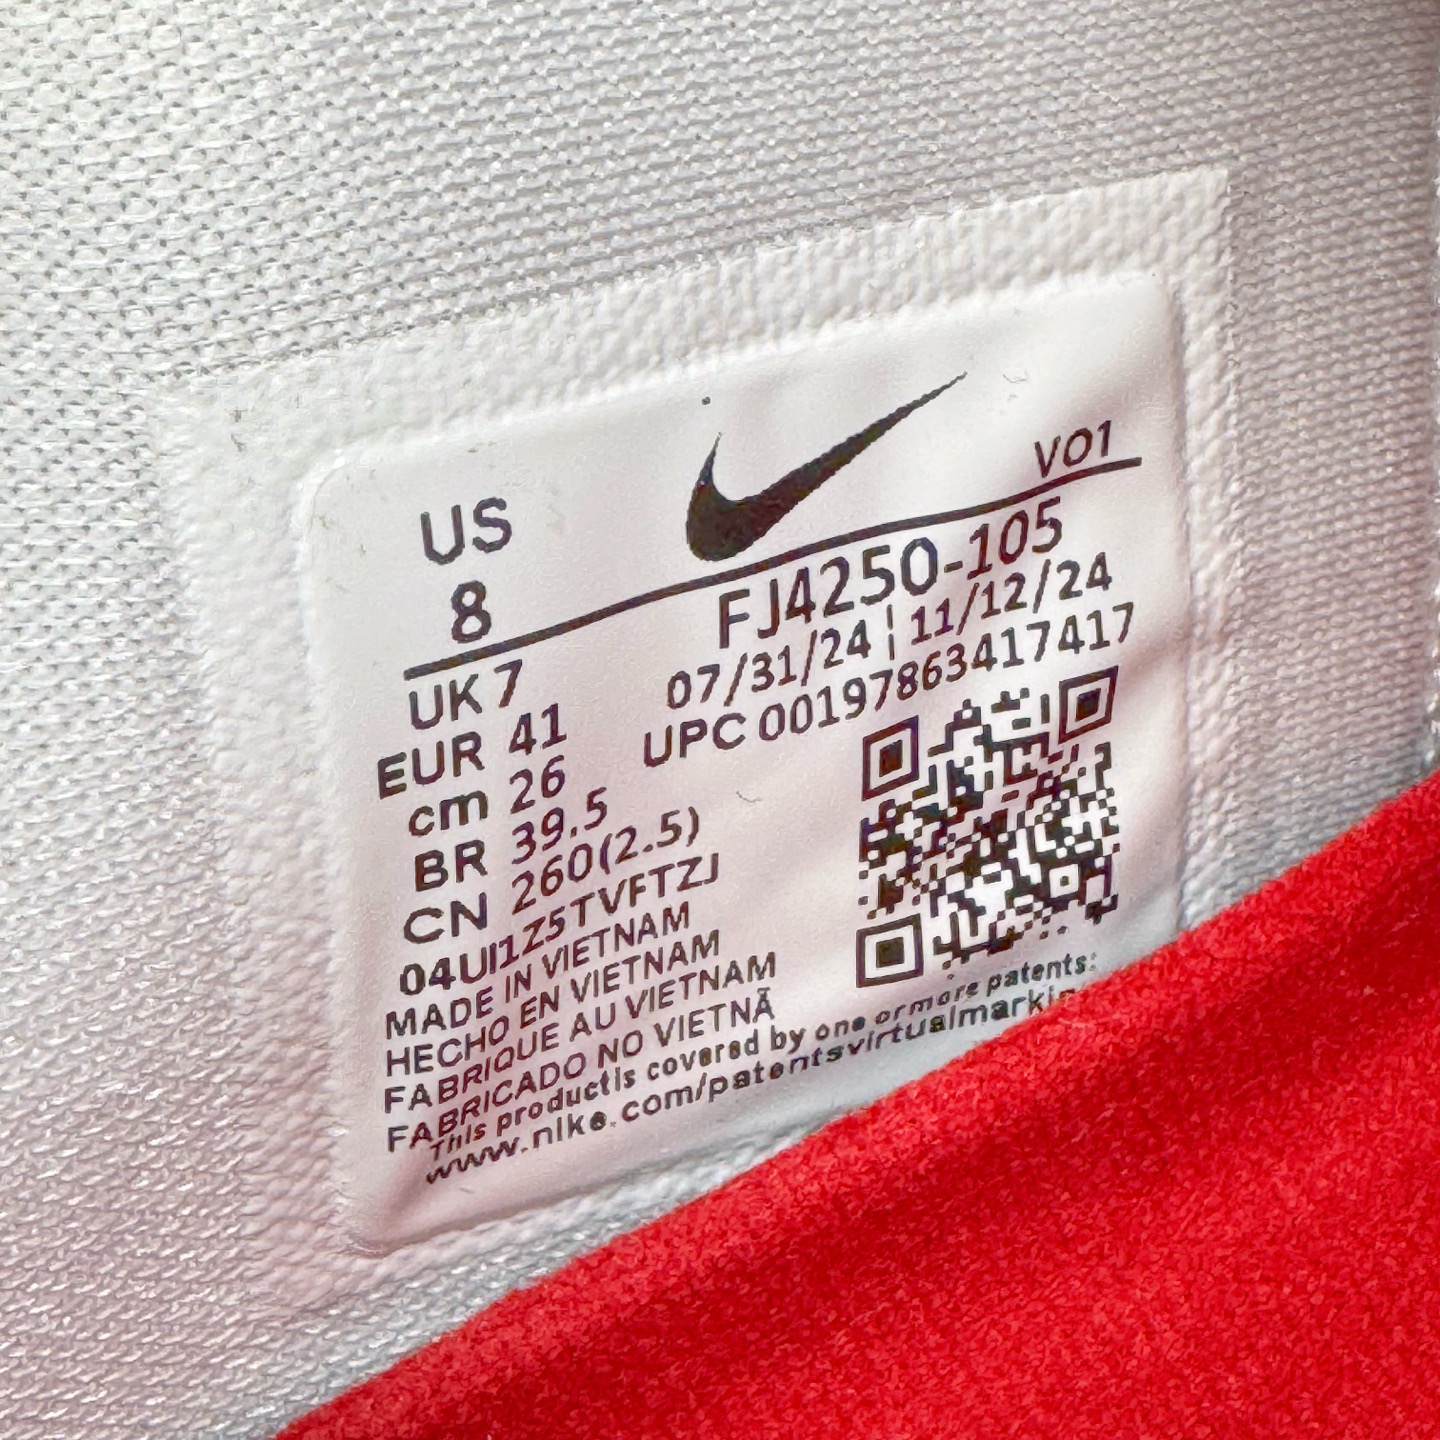 US
8
VO1
FJ4250-105
07/31/24 ¦ 11/12/24
UPC 00197863417417
UK 7
EUR 41
cm 26
BR 39.5
CN 260(2.5)
04UI1Z5TVFTZJ
MADE IN VIETNAM
HECHO EN VIETNAM
FABRIQUE AU VIETNAM
FABRICADO NO VIETNÃ
This product is covered by one or more patents:
www.nike.com/patentsvirtualmarkin